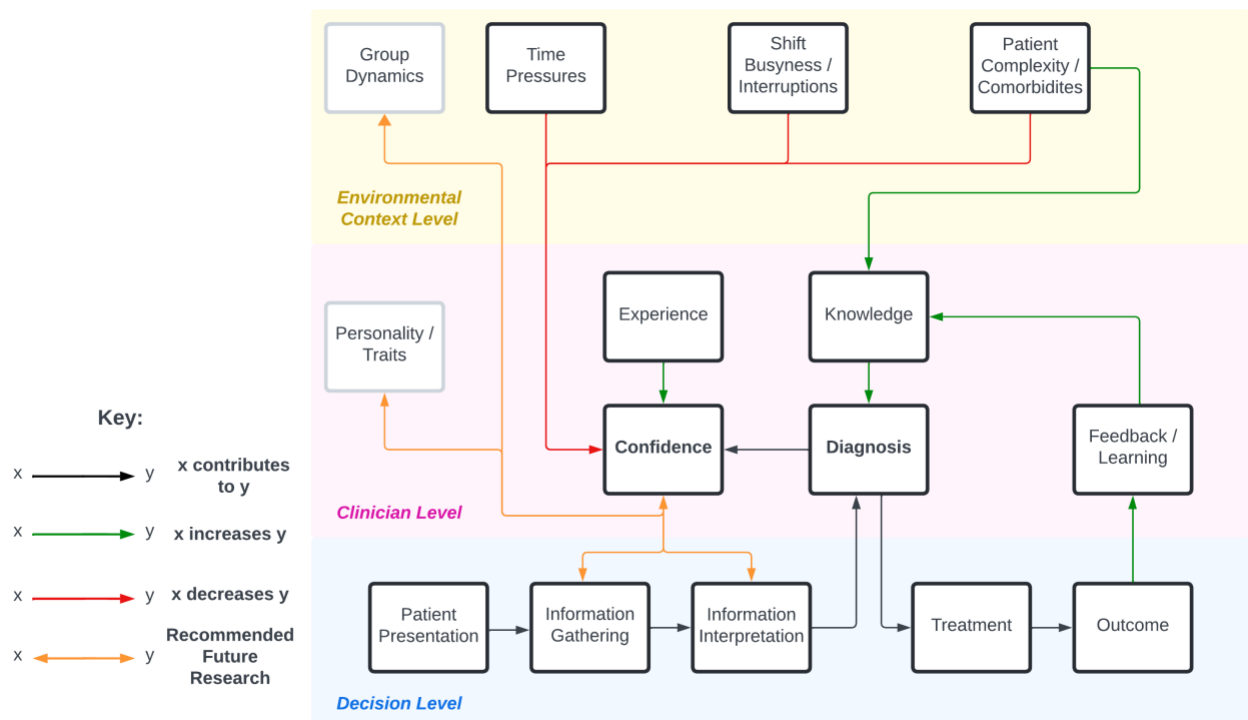 Group
Dynamics
Time
Pressures
Shift
Busyness /
Interruptions
Patient
Complexity /
Comorbidites
Environmental
Context Level
Personality /
Traits
Experience
Knowledge
Confidence
Diagnosis
Feedback /
Learning
Clinician Level
Patient
Presentation
Information
Gathering
Information
Interpretation
Treatment
Outcome
Decision Level
Key:
x y x contributes
to y
x y x increases y
x y x decreases y
x y Recommended
Future
Research